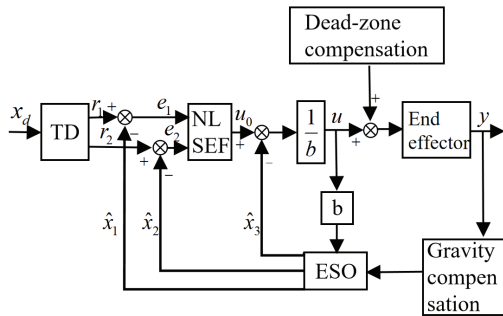 Dead-zone
compensation
x_d
TD
r_1
+
−
e_1
r_2
+
−
e_2
NL
SEF
u_0
+
−
1
b
u
+
+
End
effector
y
b
x̂_1
x̂_2
x̂_3
ESO
Gravity
compen
sation